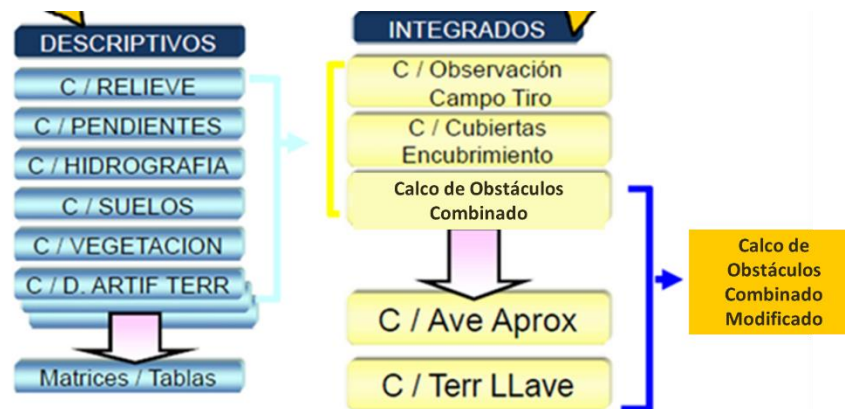 DESCRIPTIVOS
C / RELIEVE
C / PENDIENTES
C / HIDROGRAFIA
C / SUELOS
C / VEGETACION
C / D. ARTIF TERR
Matrices / Tablas
INTEGRADOS
C / Observación
Campo Tiro
C / Cubiertas
Encubrimiento
Calco de Obstáculos
Combinado
C / Ave Aprox
C / Terr LLave
Calco de
Obstáculos
Combinado
Modificado